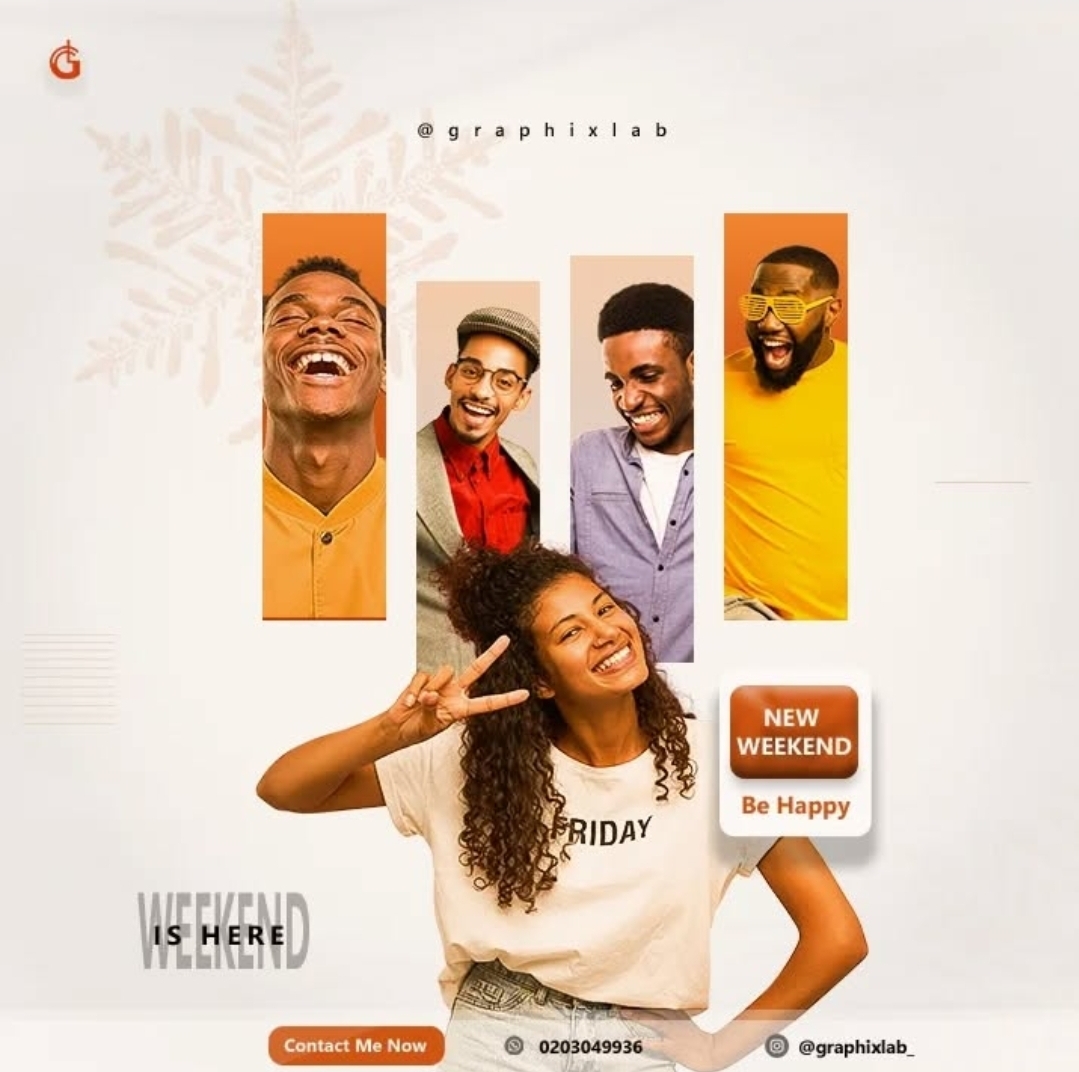 @graphixlab
FRIDAY
NEW
WEEKEND
Be Happy
WEEKEND
IS HERE
Contact Me Now
0203049936
@graphixlab_